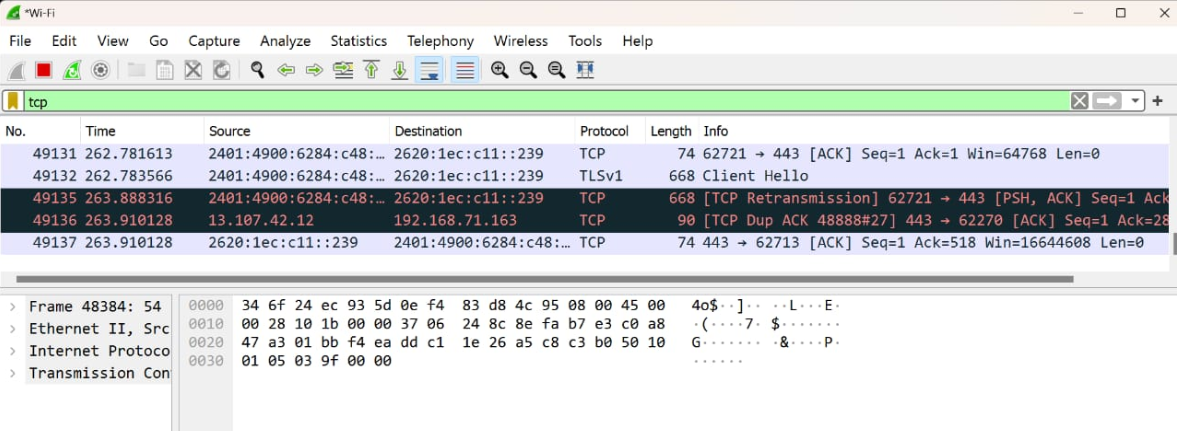 *Wi-Fi
File Edit View Go Capture Analyze Statistics Telephony Wireless Tools Help
tcp
No. Time Source Destination Protocol Length Info
49131 262.781613 2401:4900:6284:c48:… 2620:1ec:c11::239 TCP 74 62721 → 443 [ACK] Seq=1 Ack=1 Win=64768 Len=0
49132 262.783566 2401:4900:6284:c48:… 2620:1ec:c11::239 TLSv1 668 Client Hello
49135 263.888316 2401:4900:6284:c48:… 2620:1ec:c11::239 TCP 668 [TCP Retransmission] 62721 → 443 [PSH, ACK] Seq=1 Ack
49136 263.910128 13.107.42.12 192.168.71.163 TCP 90 [TCP Dup ACK 48888#27] 443 → 62270 [ACK] Seq=1 Ack=28
49137 263.910128 2620:1ec:c11::239 2401:4900:6284:c48:… TCP 74 443 → 62713 [ACK] Seq=1 Ack=518 Win=16644608 Len=0
Frame 48384: 54
Ethernet II, Src
Internet Protoco
Transmission Con
0000 34 6f 24 ec 93 5d 0e f4 83 d8 4c 95 08 00 45 00 4o$··]·· ··L···E·
0010 00 28 10 1b 00 00 37 06 24 8c 8e fa b7 e3 c0 a8 ·(····7· $·······
0020 47 a3 01 bb f4 ea dd c1 1e 26 a5 c8 c3 b0 50 10 G······· ·&····P·
0030 01 05 03 9f 00 00 ······